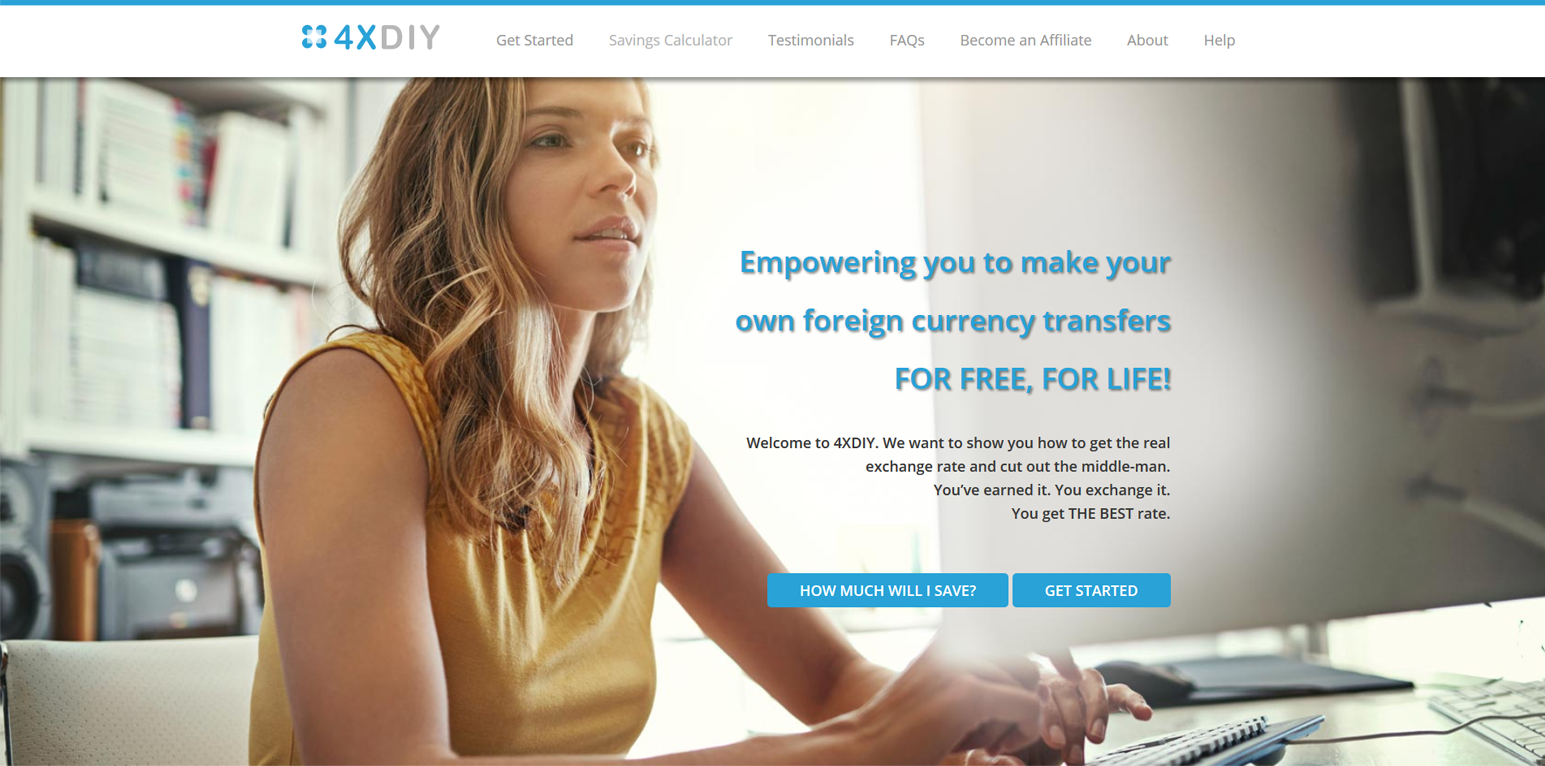 4XDIY
Get Started
Savings Calculator
Testimonials
FAQs
Become an Affiliate
About
Help
Empowering you to make your
own foreign currency transfers
FOR FREE, FOR LIFE!
Welcome to 4XDIY. We want to show you how to get the real
exchange rate and cut out the middle-man.
You’ve earned it. You exchange it.
You get THE BEST rate.
HOW MUCH WILL I SAVE?
GET STARTED